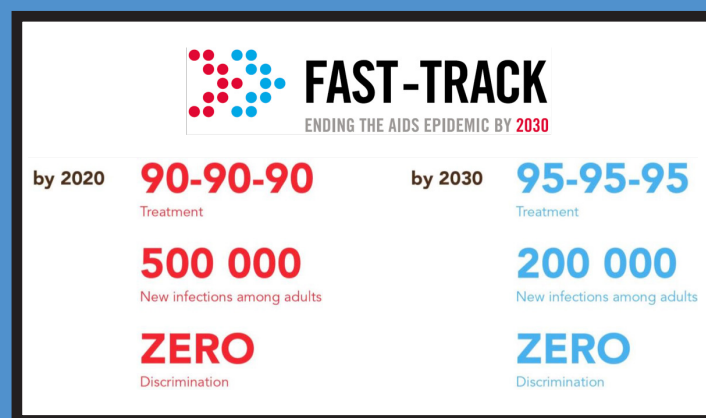 FAST-TRACK
ENDING THE AIDS EPIDEMIC BY 2030
by 2020
90-90-90
Treatment
500 000
New infections among adults
ZERO
Discrimination
by 2030
95-95-95
Treatment
200 000
New infections among adults
ZERO
Discrimination